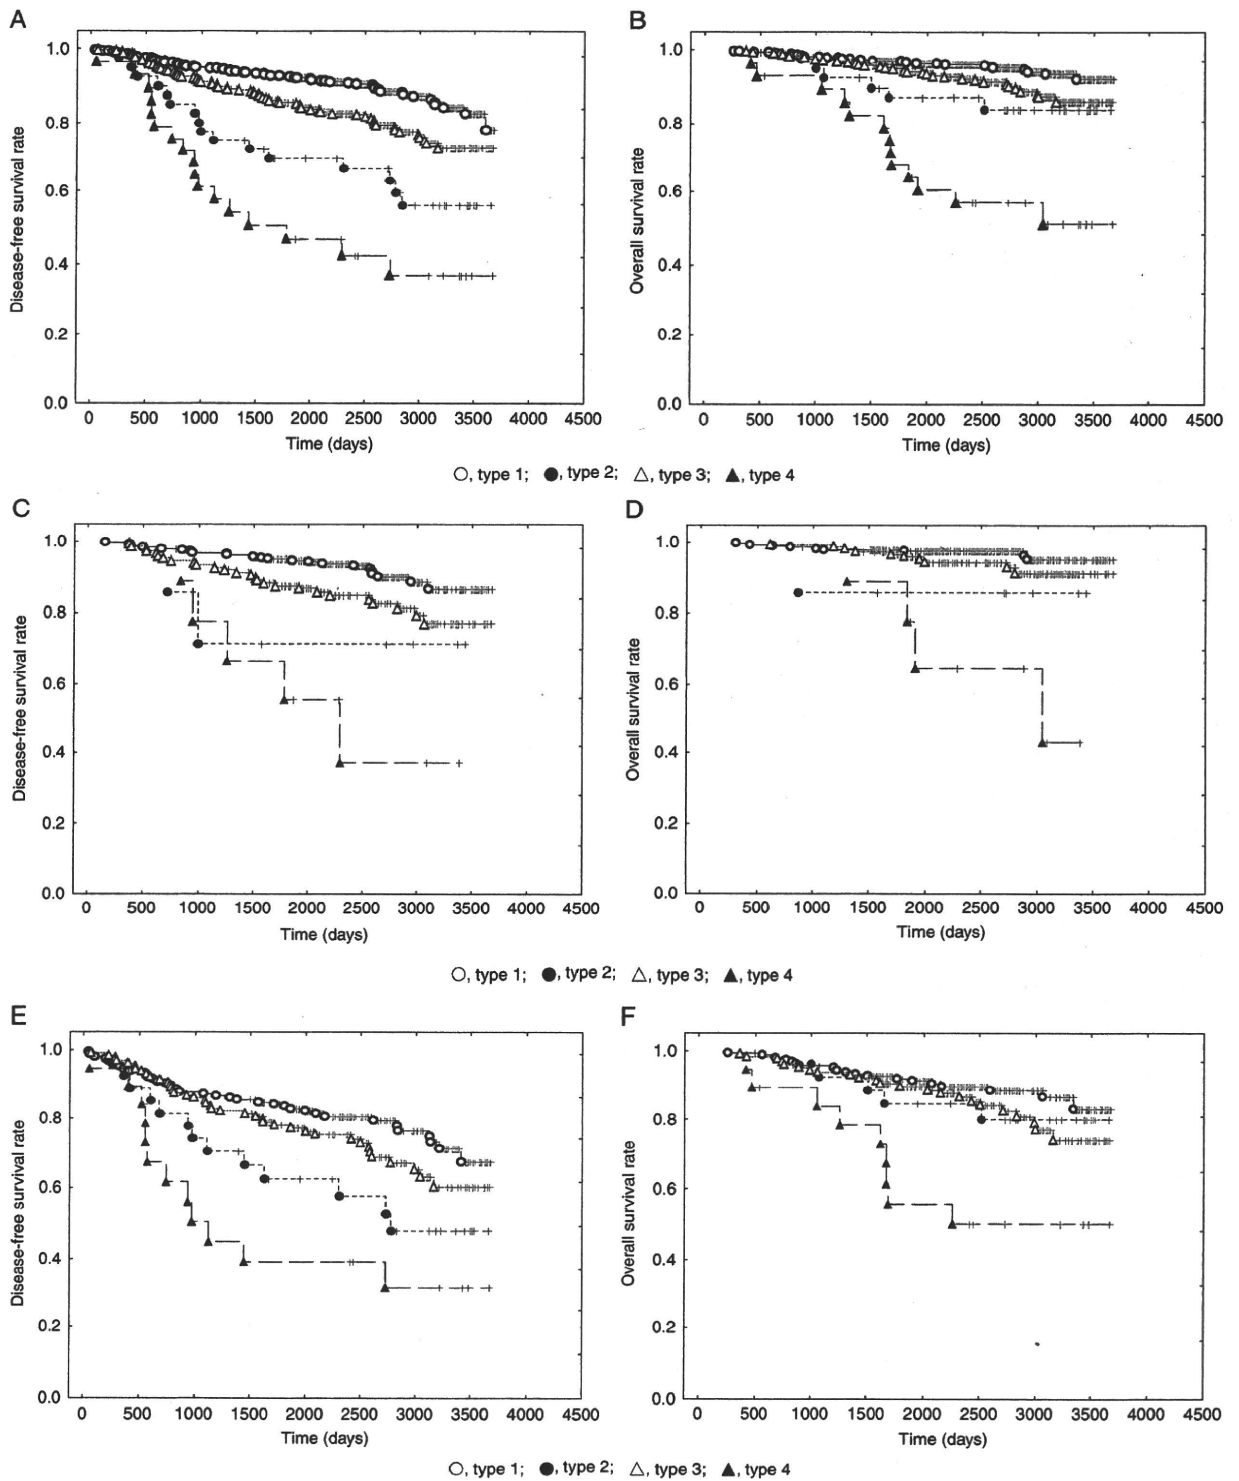 A
B
Disease-free survival rate
1.0
0.8
0.6
0.4
0.2
0.0
0 500 1000 1500 2000 2500 3000 3500 4000 4500
Time (days)
Overall survival rate
1.0
0.8
0.6
0.4
0.2
0.0
0 500 1000 1500 2000 2500 3000 3500 4000 4500
Time (days)
○, type 1; ●, type 2; △, type 3; ▲, type 4
C
D
Disease-free survival rate
1.0
0.8
0.6
0.4
0.2
0.0
0 500 1000 1500 2000 2500 3000 3500 4000 4500
Time (days)
Overall survival rate
1.0
0.8
0.6
0.4
0.2
0.0
0 500 1000 1500 2000 2500 3000 3500 4000 4500
Time (days)
○, type 1; ●, type 2; △, type 3; ▲, type 4
E
F
Disease-free survival rate
1.0
0.8
0.6
0.4
0.2
0.0
0 500 1000 1500 2000 2500 3000 3500 4000 4500
Time (days)
Overall survival rate
1.0
0.8
0.6
0.4
0.2
0.0
0 500 1000 1500 2000 2500 3000 3500 4000 4500
Time (days)
○, type 1; ●, type 2; △, type 3; ▲, type 4